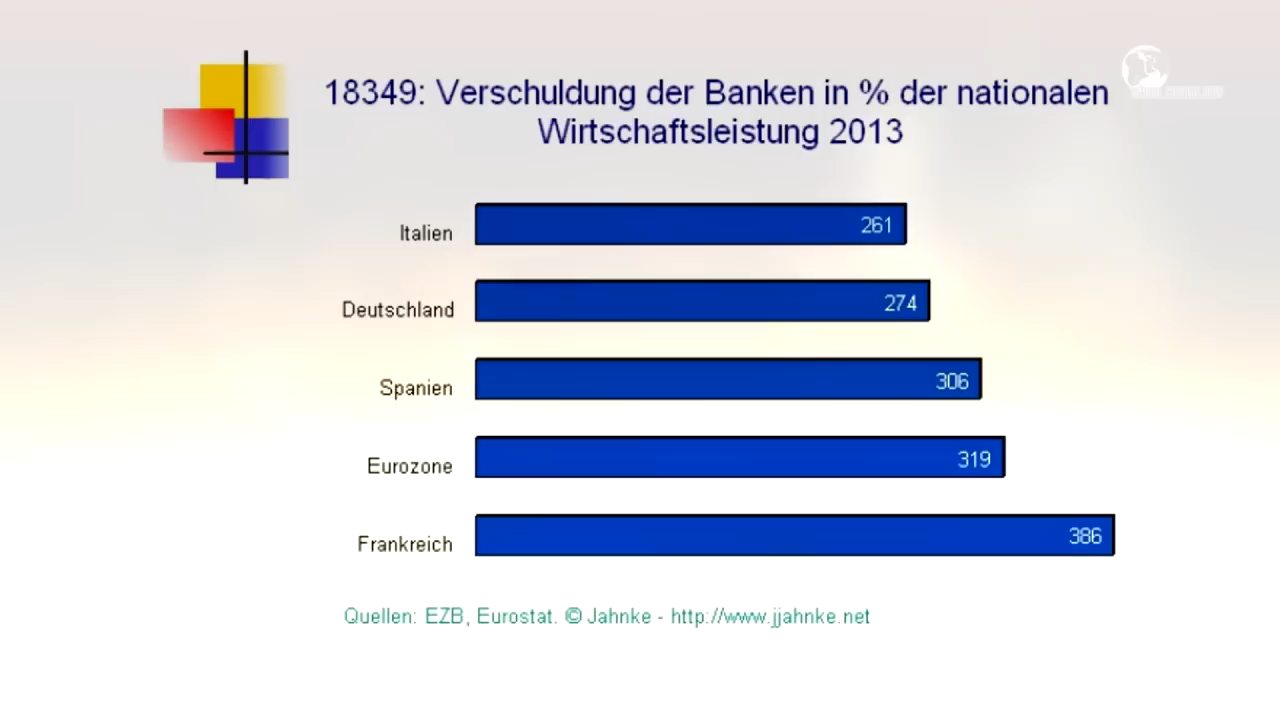 18349: Verschuldung der Banken in % der nationalen
Wirtschaftsleistung 2013
Italien 261
Deutschland 274
Spanien 306
Eurozone 319
Frankreich 386
Quellen: EZB, Eurostat. © Jahnke - http://www.jjahnke.net